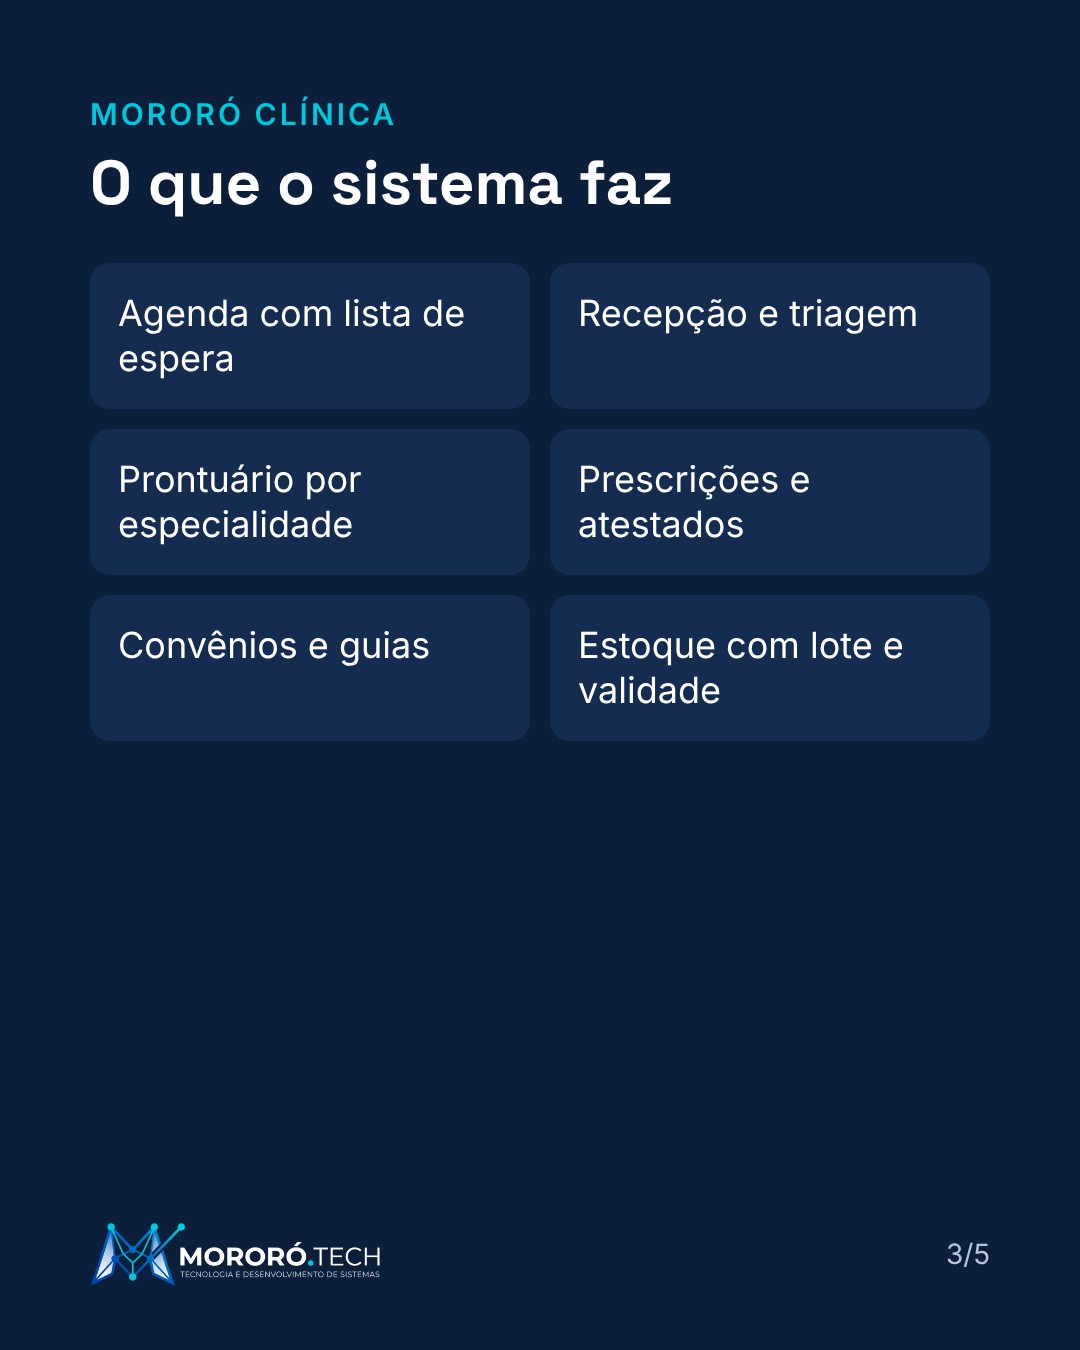 MORORÓ CLÍNICA
O que o sistema faz
Agenda com lista de
espera
Recepção e triagem
Prontuário por
especialidade
Prescrições e
atestados
Convênios e guias
Estoque com lote e
validade
MORORÓ.TECH
TECNOLOGIA E DESENVOLVIMENTO DE SISTEMAS
3/5